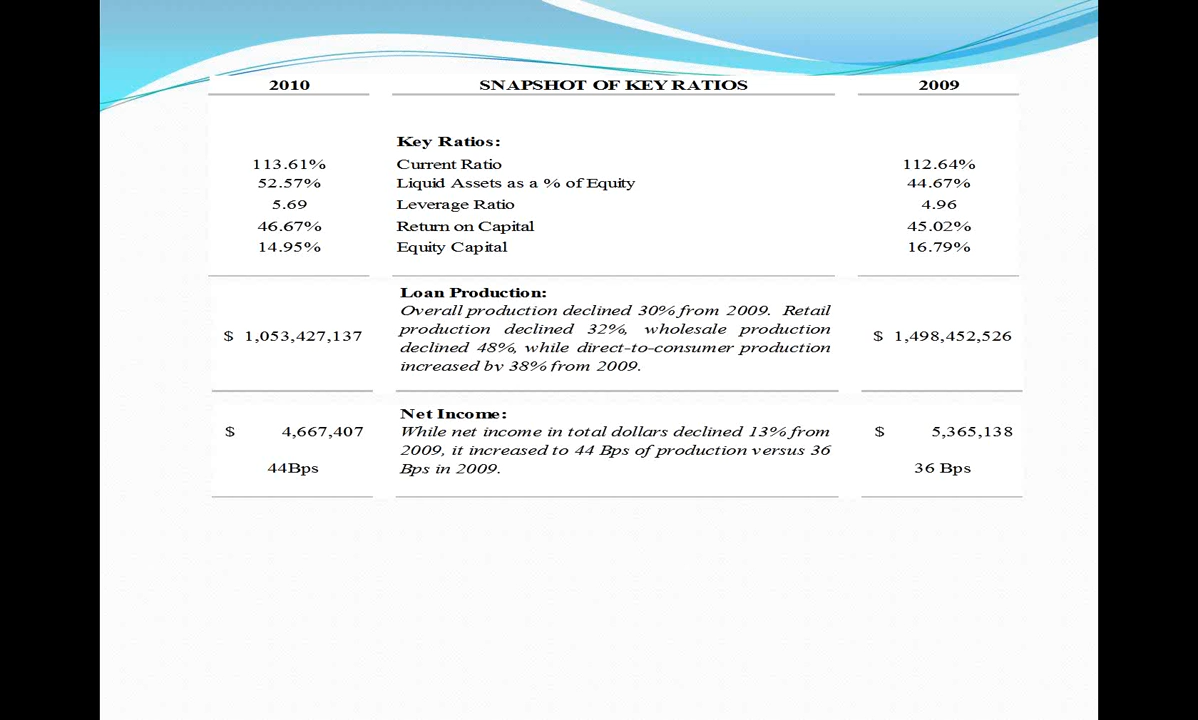 2010 SNAPSHOT OF KEY RATIOS 2009
Key Ratios:
113.61% Current Ratio 112.64%
52.57% Liquid Assets as a % of Equity 44.67%
5.69 Leverage Ratio 4.96
46.67% Return on Capital 45.02%
14.95% Equity Capital 16.79%
Loan Production:
Overall production declined 30% from 2009. Retail
production declined 32%, wholesale production
$ 1,053,427,137 $ 1,498,452,526
declined 48%, while direct-to-consumer production
increased by 38% from 2009.
Net Income:
$ 4,667,407 While net income in total dollars declined 13% from $ 5,365,138
2009, it increased to 44 Bps of production versus 36
44Bps Bps in 2009. 36 Bps